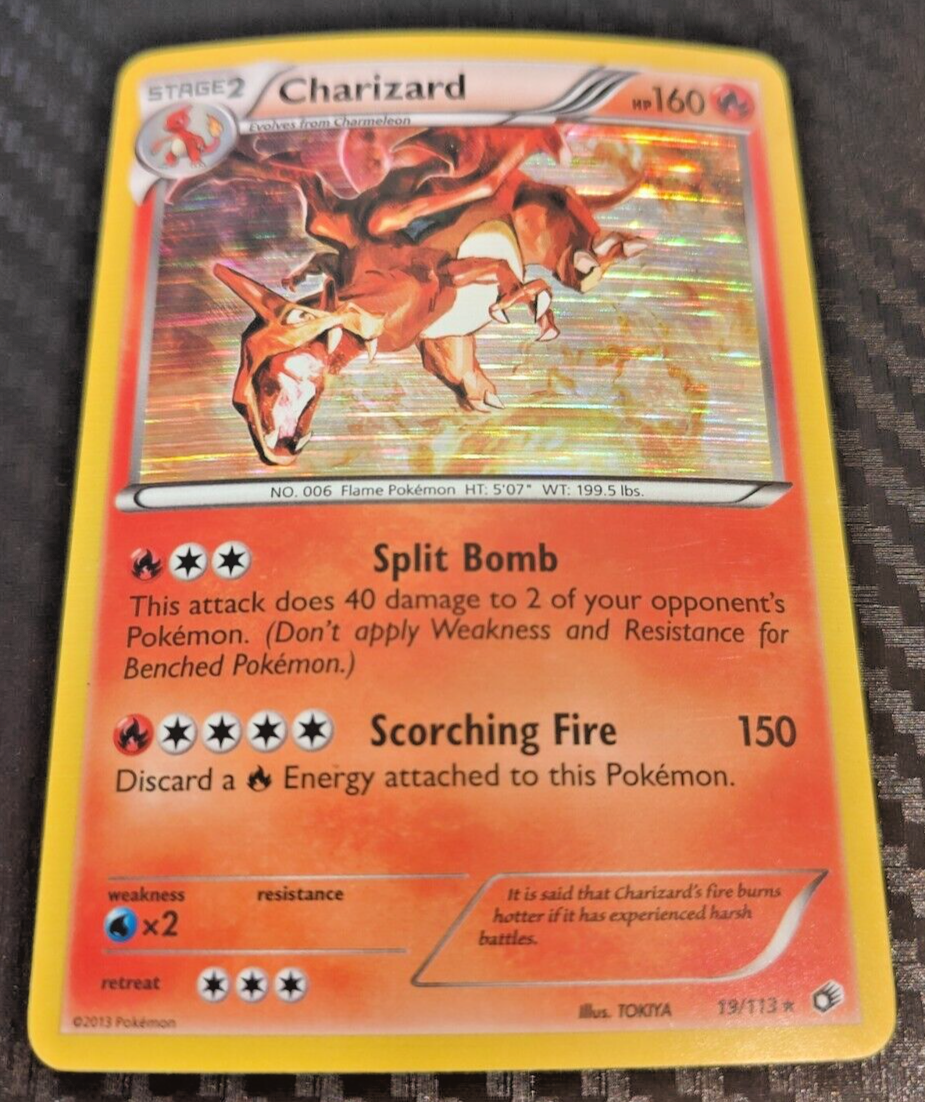 STAGE2
Charizard
HP160
Evolves from Charmeleon
NO. 006 Flame Pokémon HT: 5'07" WT: 199.5 lbs.
Split Bomb
This attack does 40 damage to 2 of your opponent's
Pokémon. (Don't apply Weakness and Resistance for
Benched Pokémon.)
Scorching Fire 150
Discard a Energy attached to this Pokémon.
weakness resistance
×2
It is said that Charizard's fire burns
hotter if it has experienced harsh
battles.
retreat
Illus. TOKIYA 19/113
©2013 Pokémon